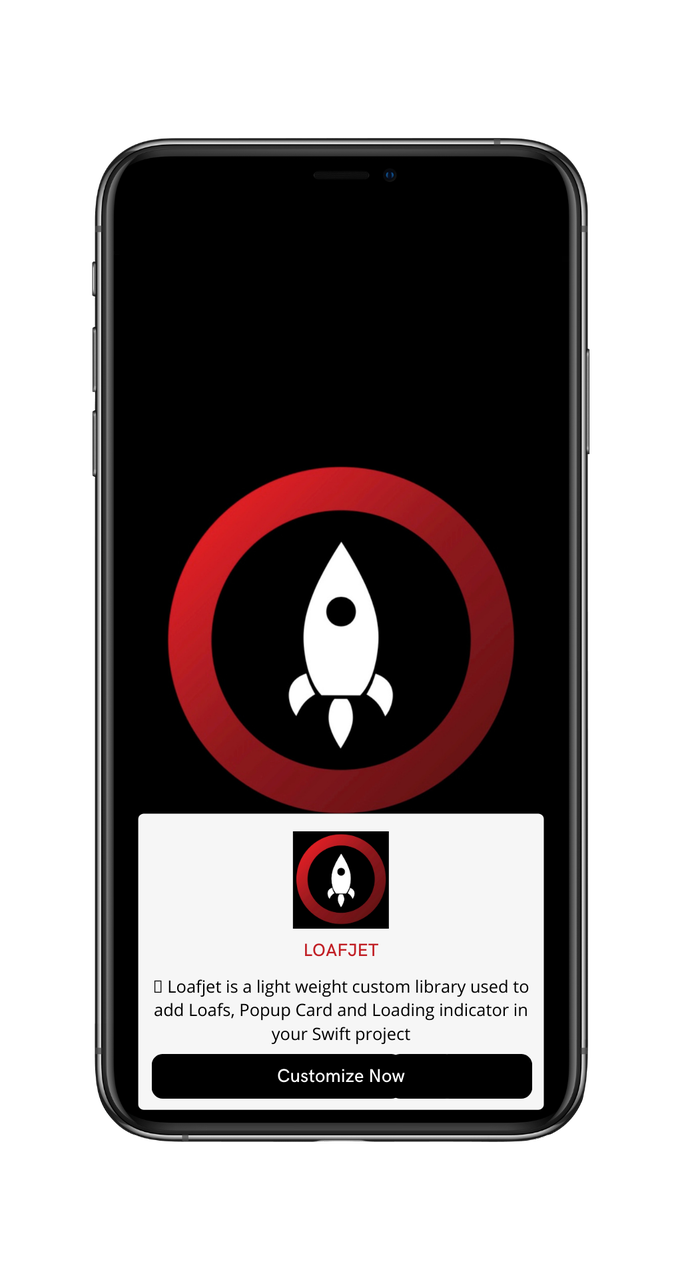 LOAFJET
▯ Loafjet is a light weight custom library used to
add Loafs, Popup Card and Loading indicator in
your Swift project
Customize Now